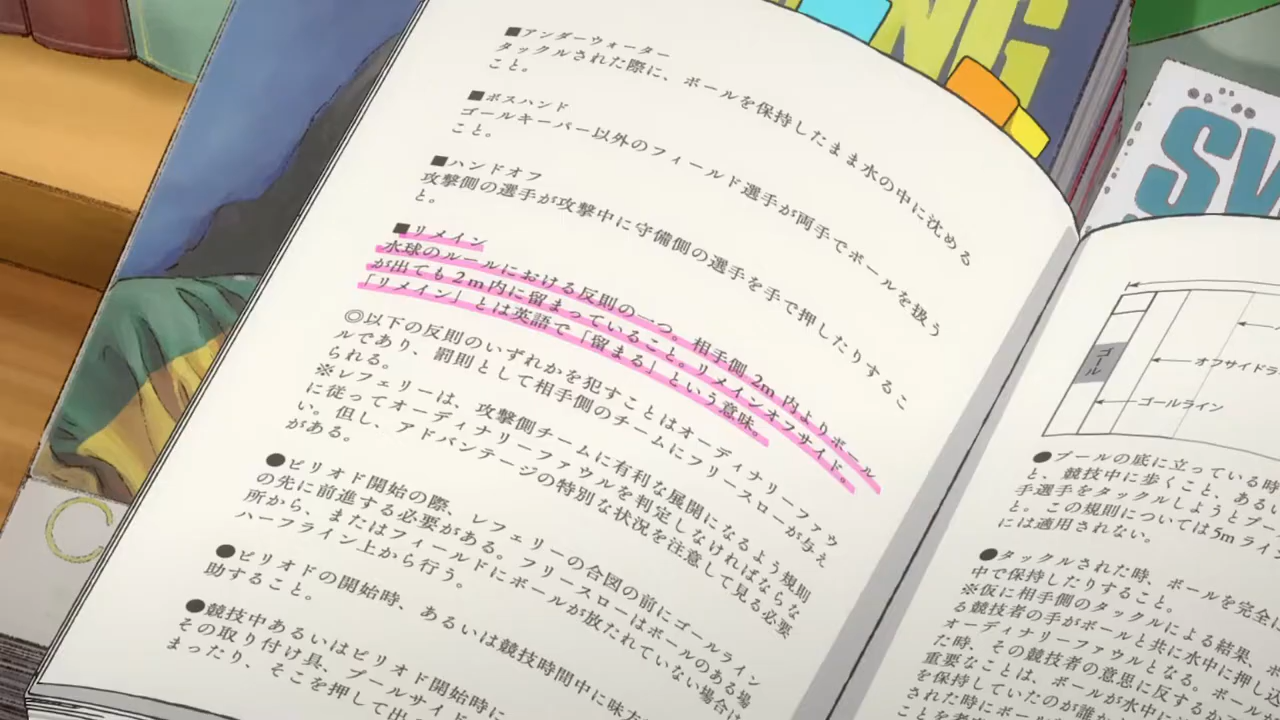 ■アンダーウォーター
タックルされた際に、ボールを保持したまま水の中に沈める
こと。
■ボスハンド
ゴールキーパー以外のフィールド選手が両手でボールを扱う
こと。
■ハンドオフ
攻撃側の選手が攻撃中に守備側の選手を手で押したりするこ
と。
■リメイン
水球のルールにおける反則の一つ。相手側2m内よりボール
が出ても2m内に留まっていること。リメインオフサイド。
「リメイン」とは英語で「留まる」という意味。
◎以下の反則のいずれかを犯すことはオーディナリーファウ
ルであり、罰則として相手側のチームにフリースローが与え
られる。
※レフェリーは、攻撃側チームに有利な展開になるよう規則
に従ってオーディナリーファウルを判定しなければならな
い。但し、アドバンテージの特別な状況を注意して見る必要
がある。
●ピリオド開始の際、レフェリーの合図の前にゴールライン
の先に前進する必要がある。フリースローはボールのある場
所から、またはフィールドにボールが放たれていない場合は
ハーフライン上から行う。
●ピリオドの開始時、あるいは競技時間中に味方
助すること。
●競技中あるいはピリオド開始時に
その取り付け具、プールサイド
まったり、そこを押して出っ
ゴール
オフサイドラ
ゴールライン
●プールの底に立っている時
と、競技中に歩くこと、あるい
手選手をタックルしようとプー
と。この規則については5mライン
には適用されない。
●タックルされた時、ボールを完全に
中で保持したりすること。
※仮に相手側のタックルによる結果、ボ
る競技者の手がボールと共に水中に押し込
オーディナリーファウルとなる。ボール
た時、その競技者の意思に反するか
重要なことは、ボールが水中に
を保持していたのが誰か
された時にボール
SW